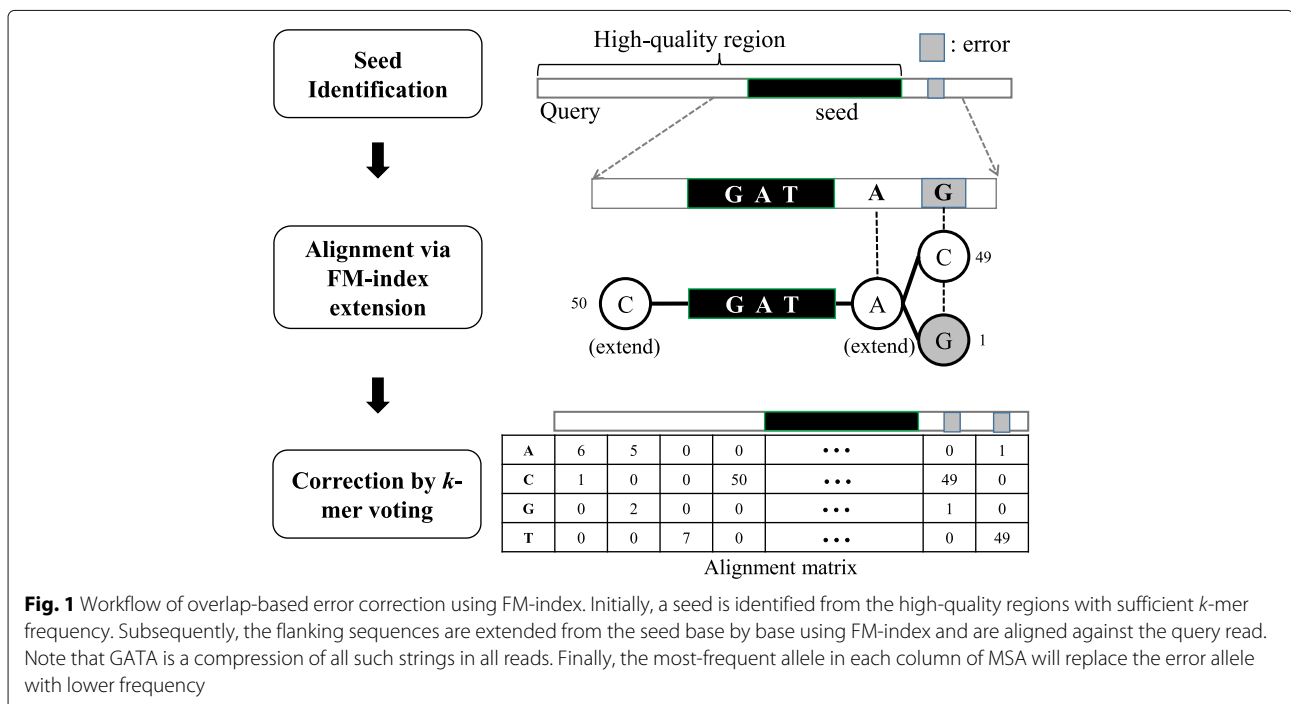 Seed
Identification
High-quality region
: error
Query
seed
G A T
A
G
Alignment via
FM-index
extension
50
C
G A T
A
C
49
G
1
(extend)
(extend)
Correction by k-
mer voting
A 6 5 0 0 ••• 0 1
C 1 0 0 50 ••• 49 0
G 0 2 0 0 ••• 1 0
T 0 0 7 0 ••• 0 49
Alignment matrix
Fig. 1 Workflow of overlap-based error correction using FM-index. Initially, a seed is identified from the high-quality regions with sufficient k-mer
frequency. Subsequently, the flanking sequences are extended from the seed base by base using FM-index and are aligned against the query read.
Note that GATA is a compression of all such strings in all reads. Finally, the most-frequent allele in each column of MSA will replace the error allele
with lower frequency